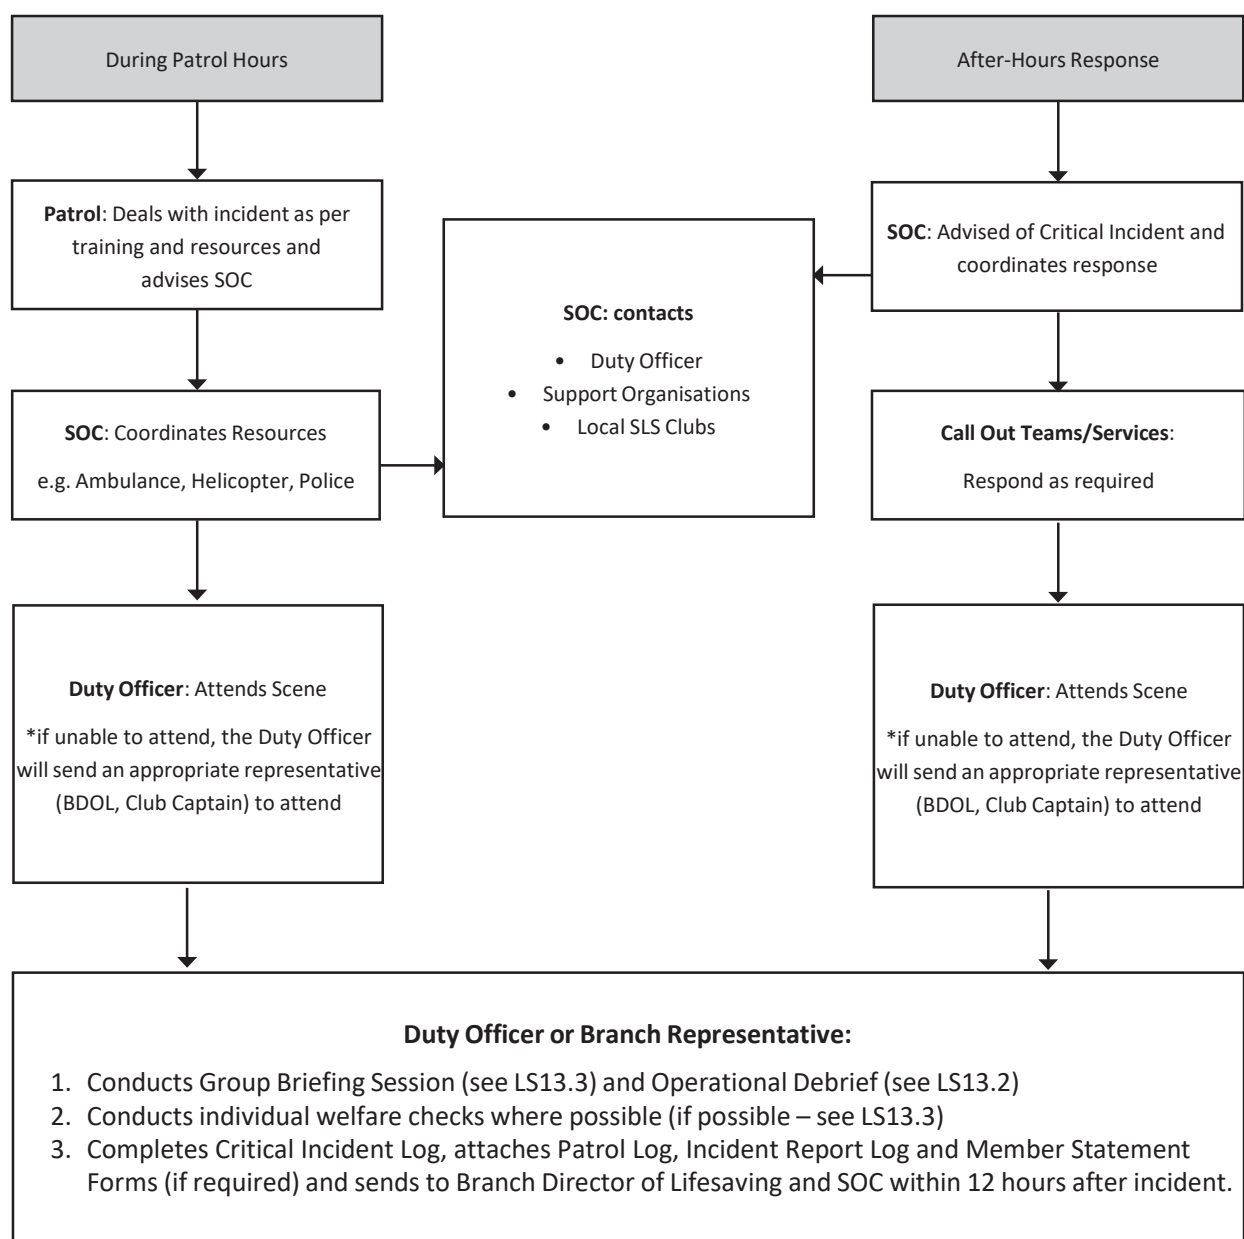 During Patrol Hours
After-Hours Response
Patrol: Deals with incident as per
training and resources and
advises SOC
SOC: Advised of Critical Incident and
coordinates response
SOC: contacts
• Duty Officer
• Support Organisations
• Local SLS Clubs
SOC: Coordinates Resources
e.g. Ambulance, Helicopter, Police
Call Out Teams/Services:
Respond as required
Duty Officer: Attends Scene
*if unable to attend, the Duty Officer
will send an appropriate representative
(BDOL, Club Captain) to attend
Duty Officer: Attends Scene
*if unable to attend, the Duty Officer
will send an appropriate representative
(BDOL, Club Captain) to attend
Duty Officer or Branch Representative:
1. Conducts Group Briefing Session (see LS13.3) and Operational Debrief (see LS13.2)
2. Conducts individual welfare checks where possible (if possible – see LS13.3)
3. Completes Critical Incident Log, attaches Patrol Log, Incident Report Log and Member Statement
Forms (if required) and sends to Branch Director of Lifesaving and SOC within 12 hours after incident.